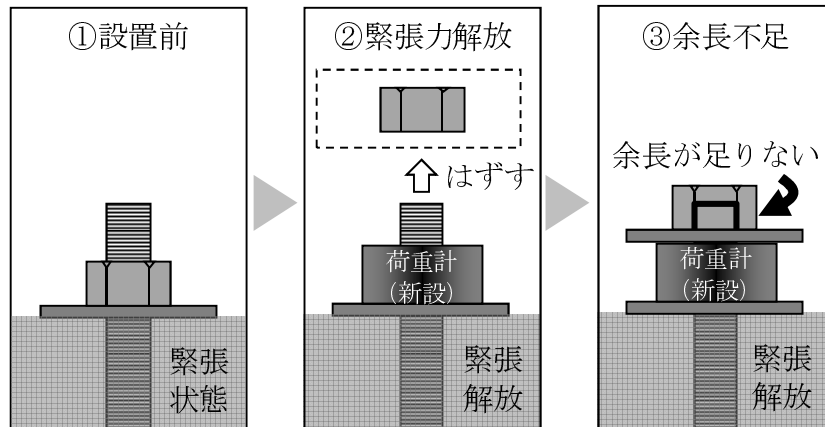 ①設置前
緊張
状態
②緊張力解放
はずす
荷重計
(新設)
緊張
解放
③余長不足
余長が足りない
荷重計
(新設)
緊張
解放